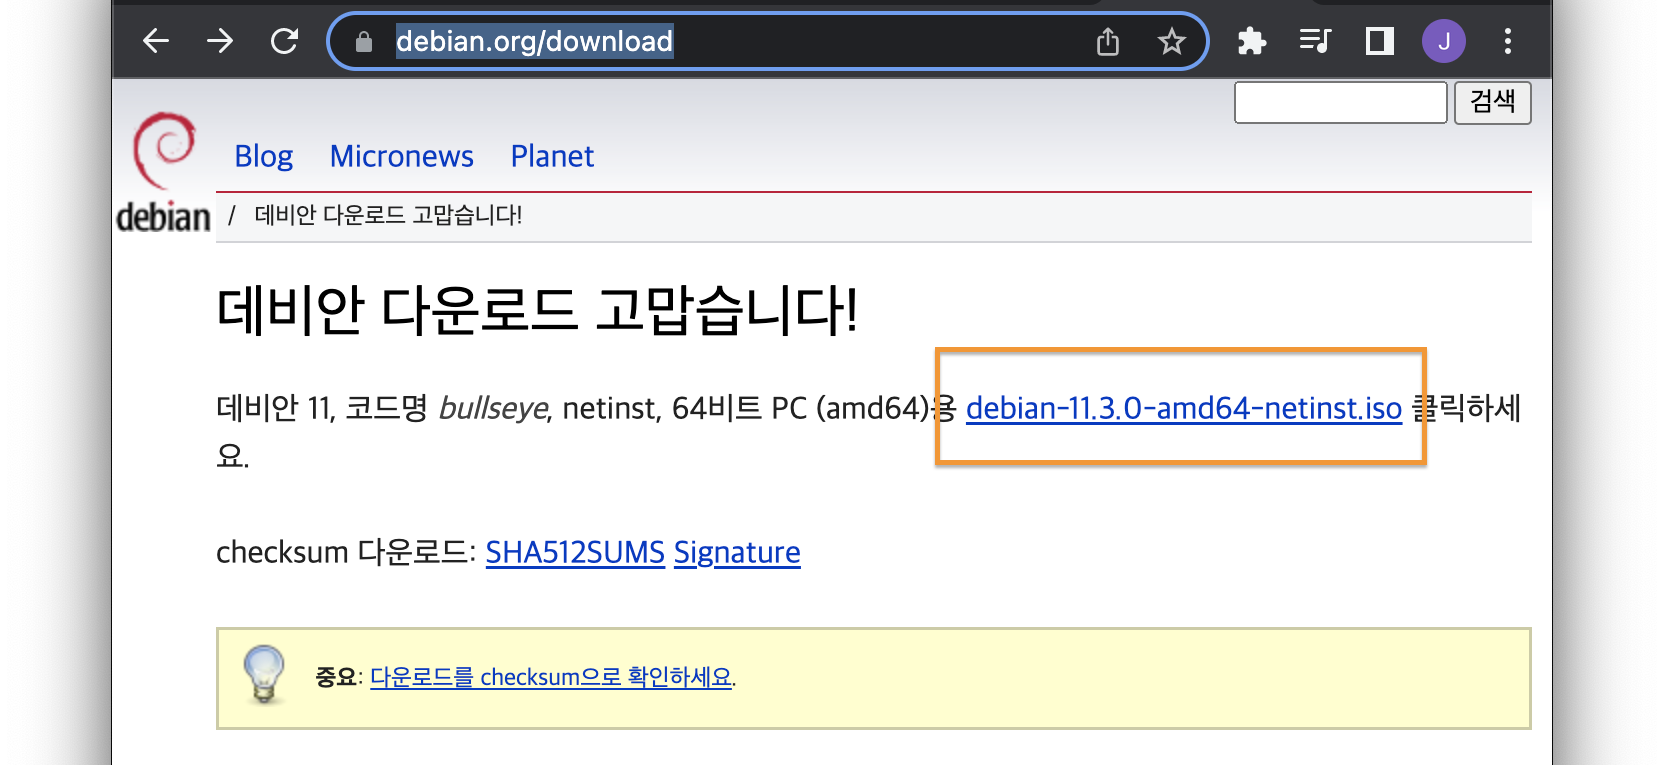 debian.org/download
J
검색
Blog Micronews Planet
debian
/ 데비안 다운로드 고맙습니다!
데비안 다운로드 고맙습니다!
데비안 11, 코드명 bullseye, netinst, 64비트 PC (amd64)용 debian-11.3.0-amd64-netinst.iso 클릭하세
요.
checksum 다운로드: SHA512SUMS Signature
중요: 다운로드를 checksum으로 확인하세요.